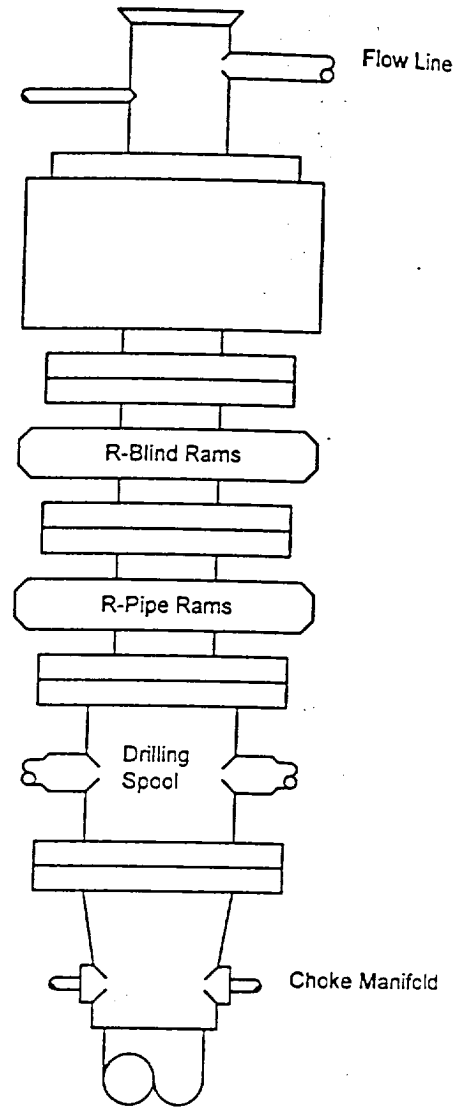 Flow Line
R-Blind Rams
R-Pipe Rams
Drilling
Spool
Choke Manifold